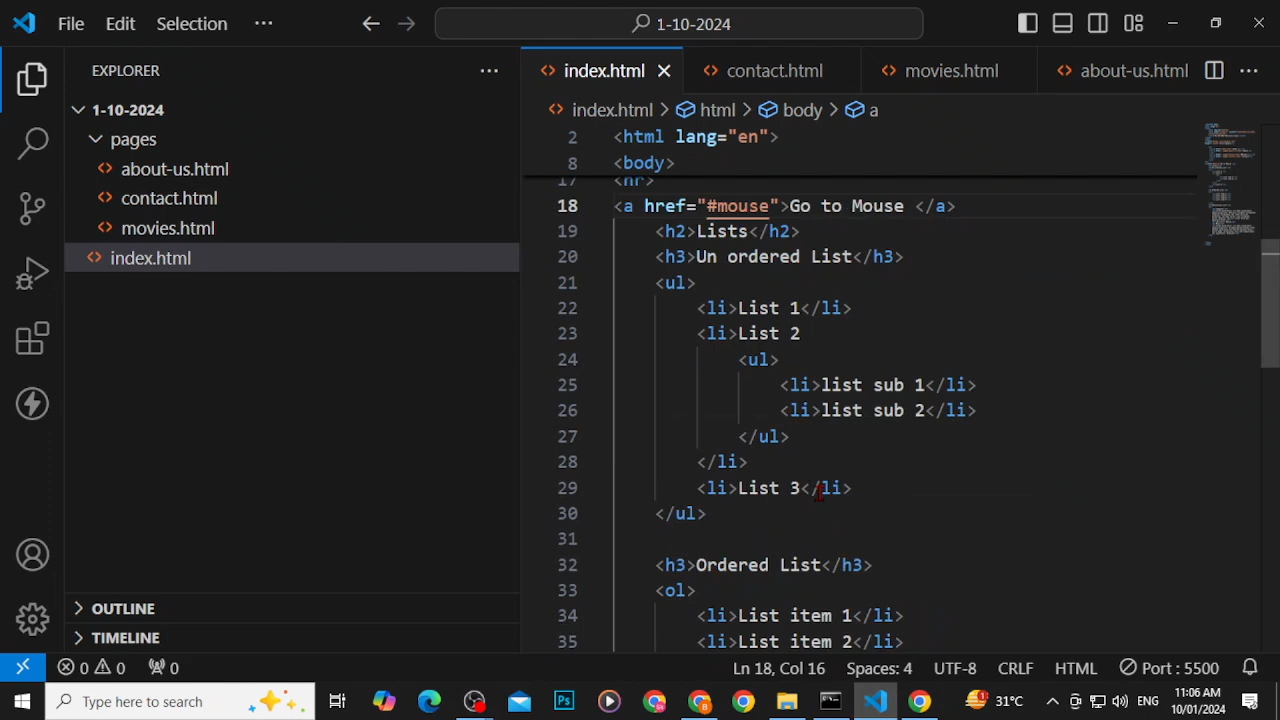 File Edit Selection ··· 1-10-2024
EXPLORER ···
1-10-2024
pages
about-us.html
contact.html
movies.html
index.html
OUTLINE
TIMELINE
index.html contact.html movies.html about-us.html ···
index.html > html > body > a
2 <html lang="en">
8 <body>
17 <hr>
18 <a href="#mouse">Go to Mouse </a>
19 <h2>Lists</h2>
20 <h3>Un ordered List</h3>
21 <ul>
22 <li>List 1</li>
23 <li>List 2
24 <ul>
25 <li>list sub 1</li>
26 <li>list sub 2</li>
27 </ul>
28 </li>
29 <li>List 3</li>
30 </ul>
31
32 <h3>Ordered List</h3>
33 <ol>
34 <li>List item 1</li>
35 <li>List item 2</li>
0 0 0 Ln 18, Col 16 Spaces: 4 UTF-8 CRLF HTML Port : 5500
Type here to search Ps 1 31°C ENG 11:06 AM
10/01/2024